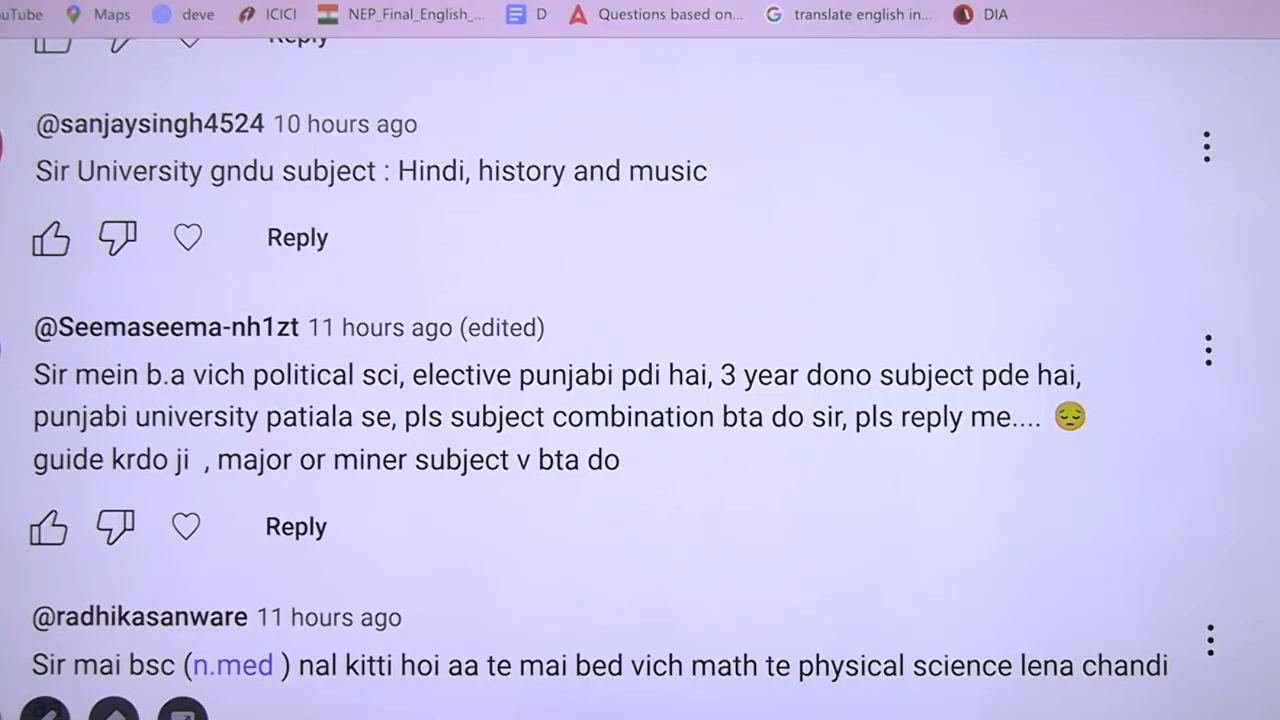 uTube Maps deve ICICI NEP_Final_English_... D Questions based on... translate english in... DIA
Reply
@sanjaysingh4524 10 hours ago
Sir University gndu subject : Hindi, history and music
Reply
@Seemaseema-nh1zt 11 hours ago (edited)
Sir mein b.a vich political sci, elective punjabi pdi hai, 3 year dono subject pde hai,
punjabi university patiala se, pls subject combination bta do sir, pls reply me.... 😔
guide krdo ji , major or miner subject v bta do
Reply
@radhikasanware 11 hours ago
Sir mai bsc (n.med ) nal kitti hoi aa te mai bed vich math te physical science lena chandi